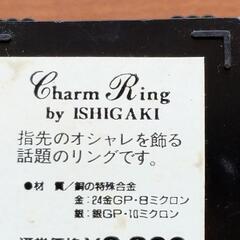 Charm Ring
by ISHIGAKI
指先のオシャレを飾る
話題のリングです。
●材 質/銅の特殊合金
金:24金GP・8ミクロン
銀:銀GP・10ミクロン